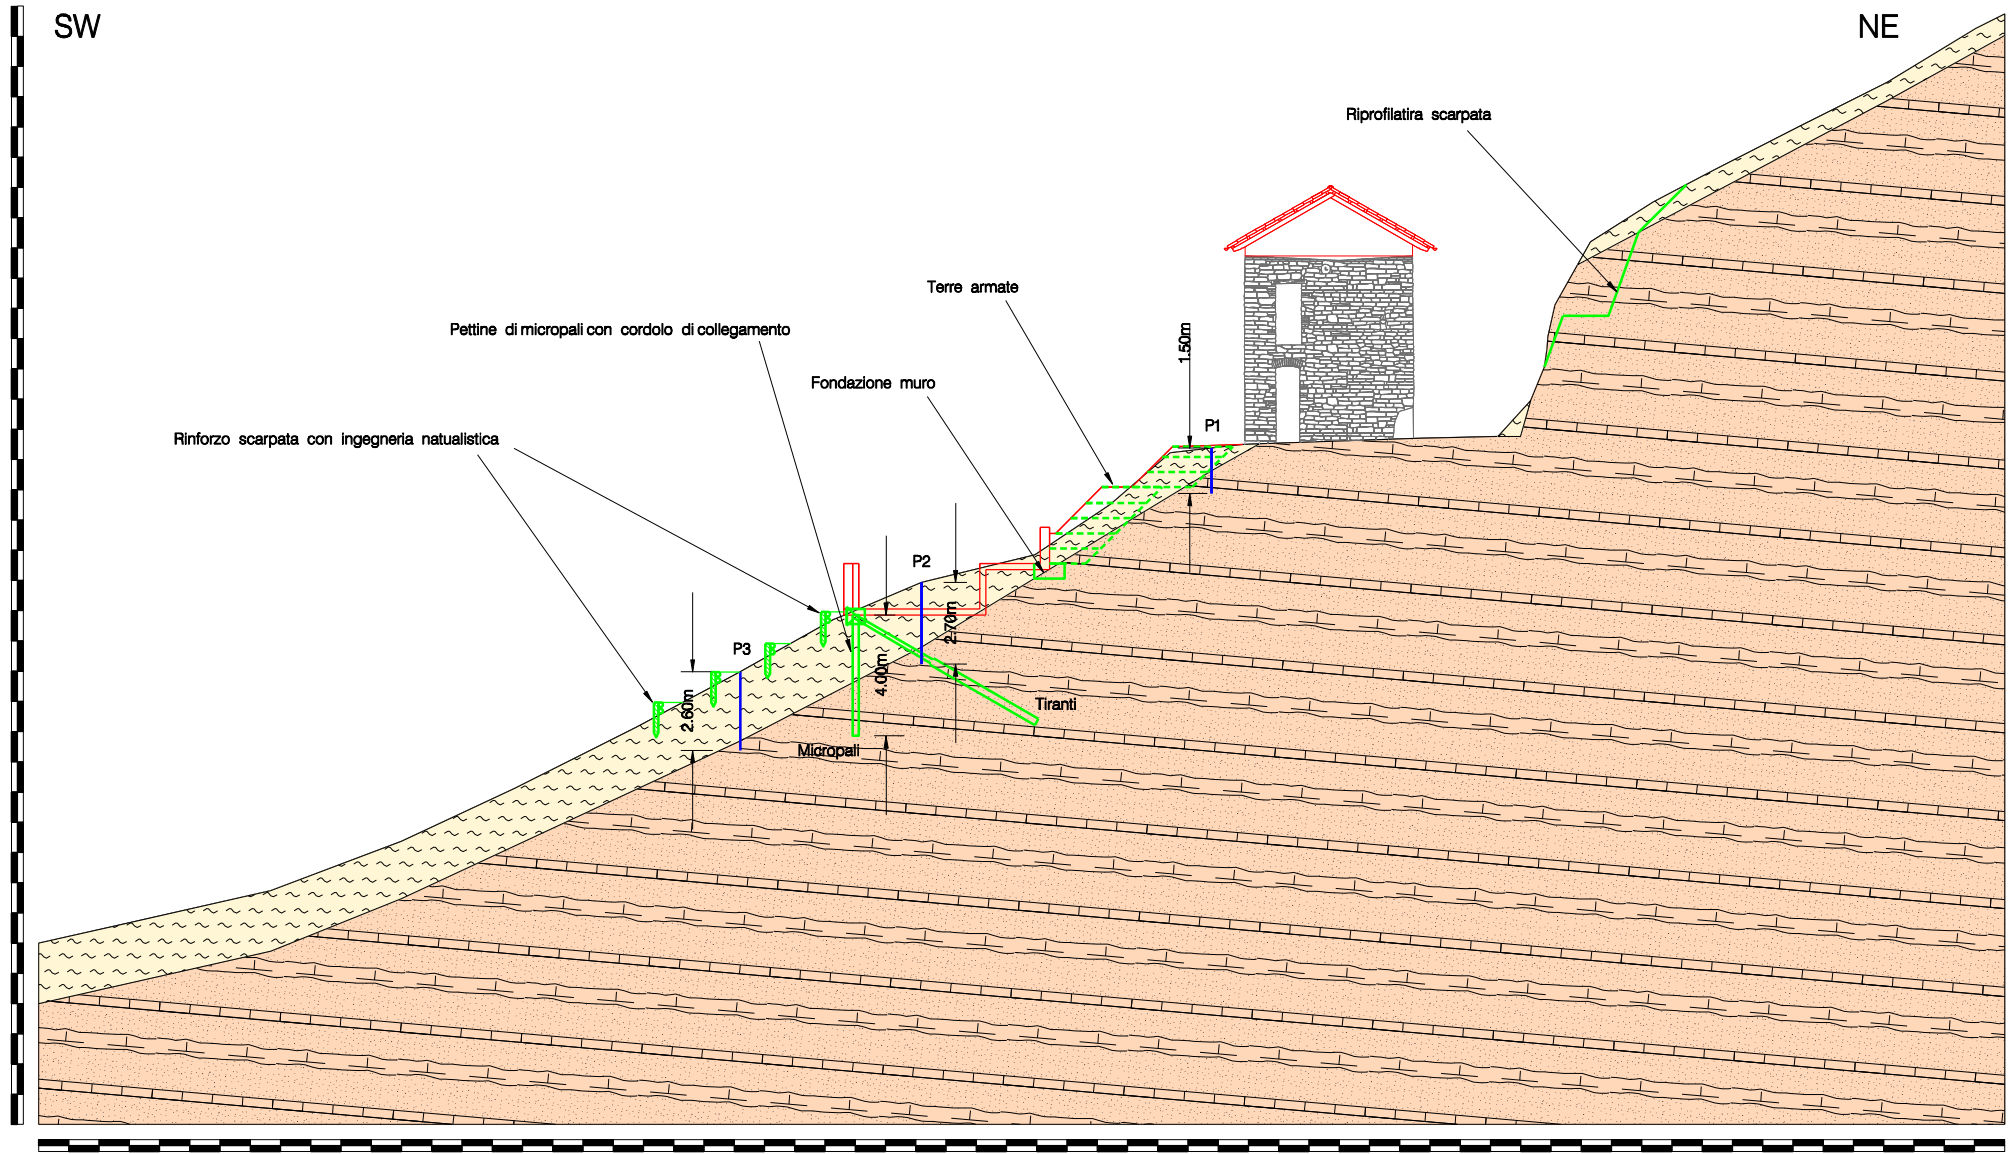 SW
NE
Riprofilatira scarpata
Terre armate
Pettine di micropali con cordolo di collegamento
1.50m
Fondazione muro
P1
Rinforzo scarpata con ingegneria natualistica
P2
2.70m
P3
4.00m
2.60m
Tiranti
Micropali